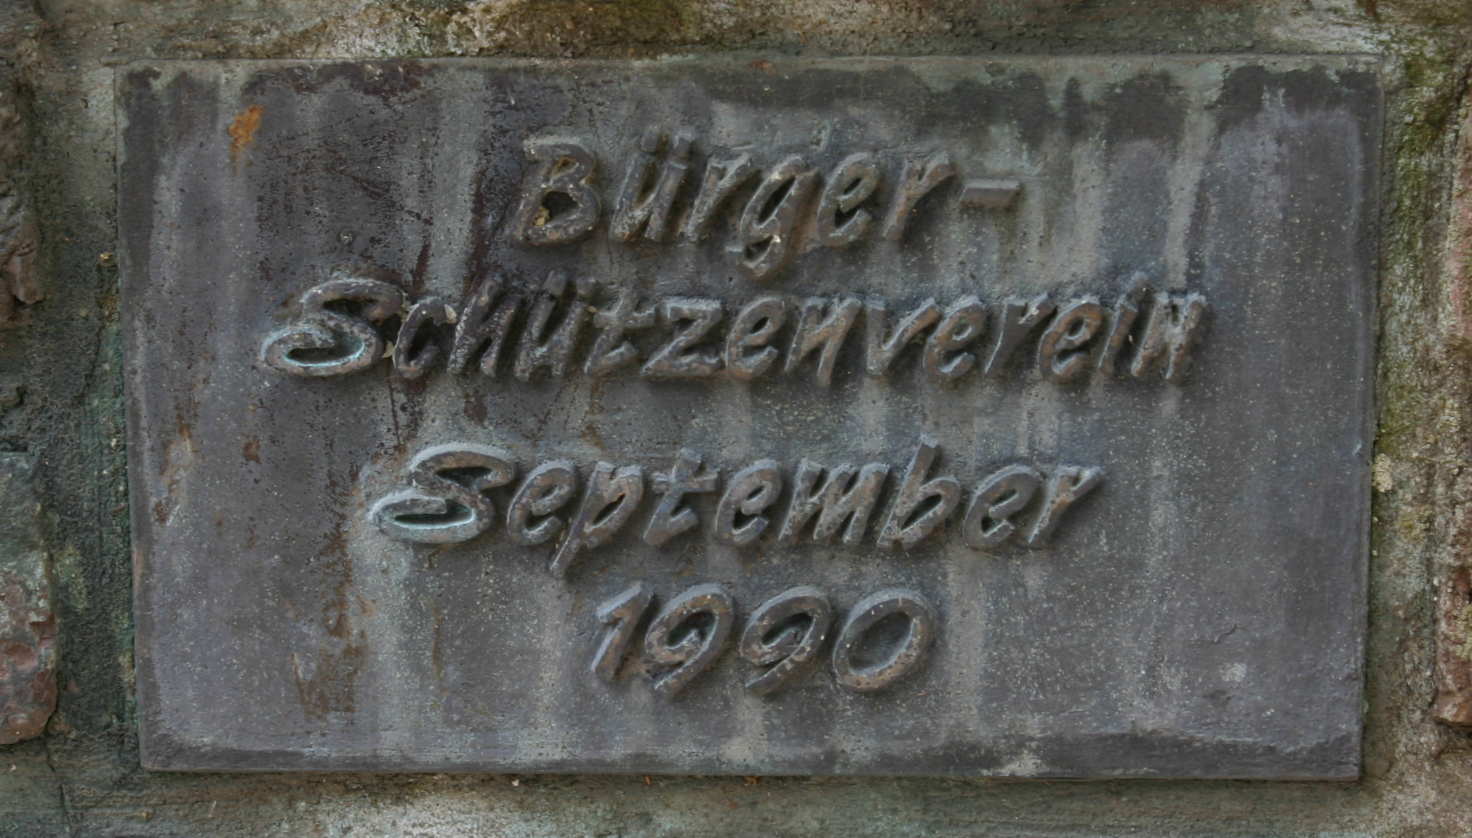 Bürger-
Schützenverein
September
1990